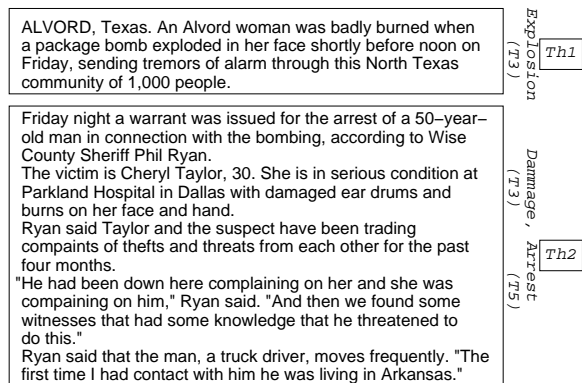 ALVORD, Texas. An Alvord woman was badly burned when
a package bomb exploded in her face shortly before noon on
Friday, sending tremors of alarm through this North Texas
community of 1,000 people.
Explosion
(T3)
Th1
Friday night a warrant was issued for the arrest of a 50−year−
old man in connection with the bombing, according to Wise
County Sheriff Phil Ryan.
The victim is Cheryl Taylor, 30. She is in serious condition at
Parkland Hospital in Dallas with damaged ear drums and
burns on her face and hand.
Ryan said Taylor and the suspect have been trading
compaints of thefts and threats from each other for the past
four months.
"He had been down here complaining on her and she was
compaining on him," Ryan said. "And then we found some
witnesses that had some knowledge that he threatened to
do this."
Ryan said that the man, a truck driver, moves frequently. "The
first time I had contact with him he was living in Arkansas."
Dammage, Arrest
(T3) (T5)
Th2